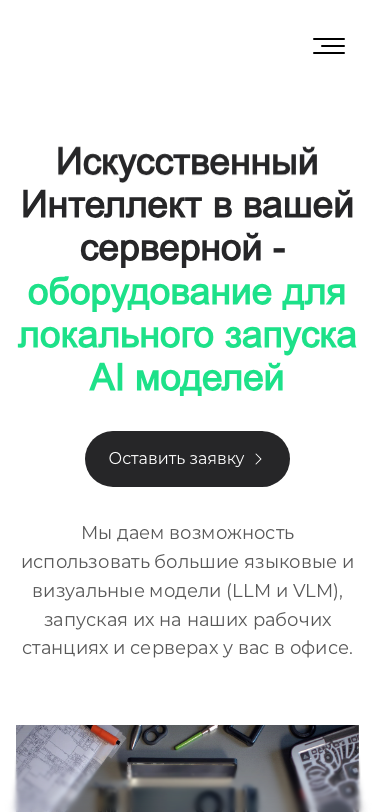 Искусственный
Интеллект в вашей
серверной -
оборудование для
локального запуска
AI моделей
Оставить заявку
Мы даем возможность
использовать большие языковые и
визуальные модели (LLM и VLM),
запуская их на наших рабочих
станциях и серверах у вас в офисе.